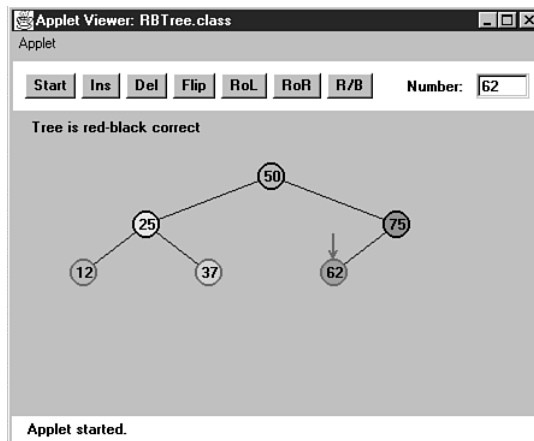 Applet Viewer: RBTree.class
Applet
Start Ins Del Flip RoL RoR R/B Number: 62
Tree is red-black correct
50
25 75
12 37 62
Applet started.